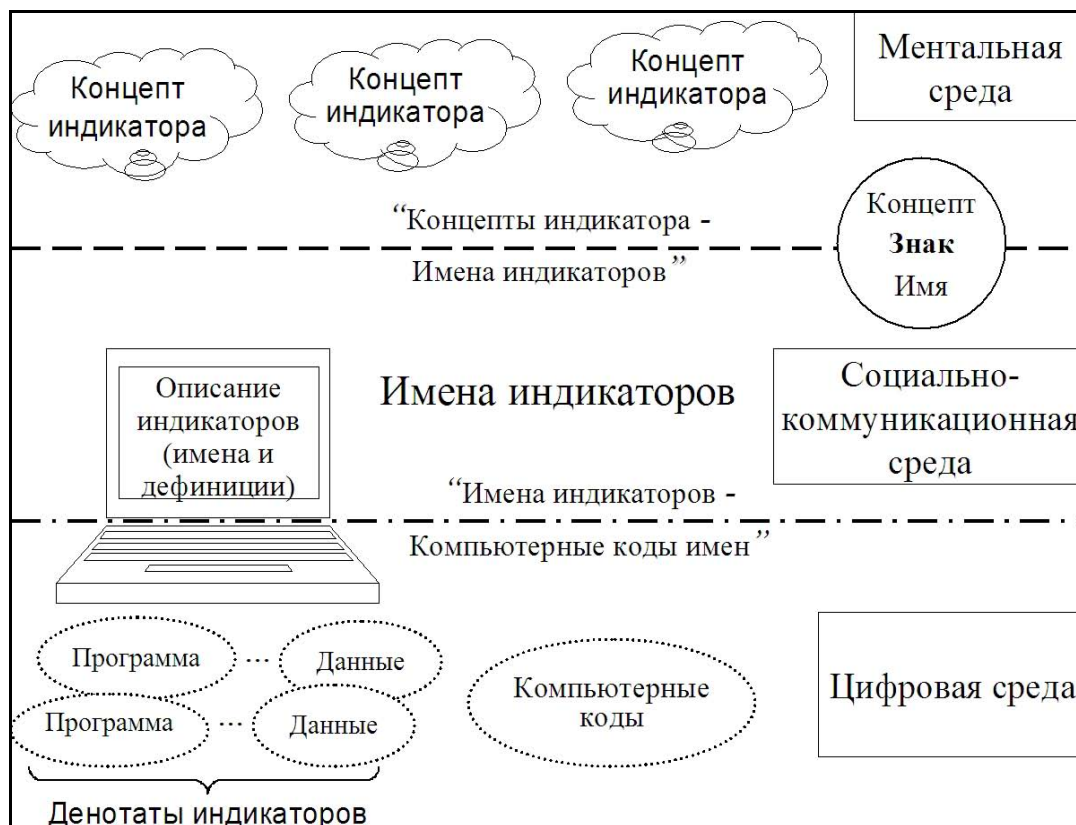 Концепт
индикатора
Концепт
индикатора
Концепт
индикатора
Ментальная
среда
“Концепты индикатора -
Имена индикаторов”
Концепт
Знак
Имя
Описание
индикаторов
(имена и
дефиниции)
Имена индикаторов
Социально-
коммуникационная
среда
“Имена индикаторов -
Компьютерные коды имен”
Программа ... Данные
Программа ... Данные
Компьютерные
коды
Цифровая среда
Денотаты индикаторов